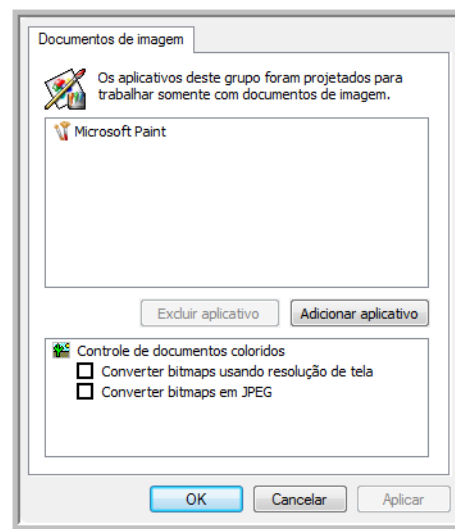 Documentos de imagem
Os aplicativos deste grupo foram projetados para
trabalhar somente com documentos de imagem.
Microsoft Paint
Excluir aplicativo
Adicionar aplicativo
Controle de documentos coloridos
Converter bitmaps usando resolução de tela
Converter bitmaps em JPEG
OK
Cancelar
Aplicar